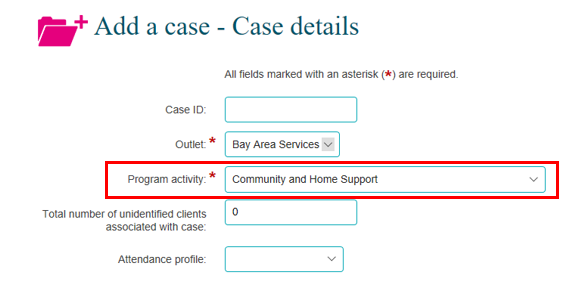 Add a case - Case details
All fields marked with an asterisk (*) are required.
Case ID:
Outlet: * Bay Area Services
Program activity: * Community and Home Support
Total number of unidentified clients 0
associated with case:
Attendance profile: